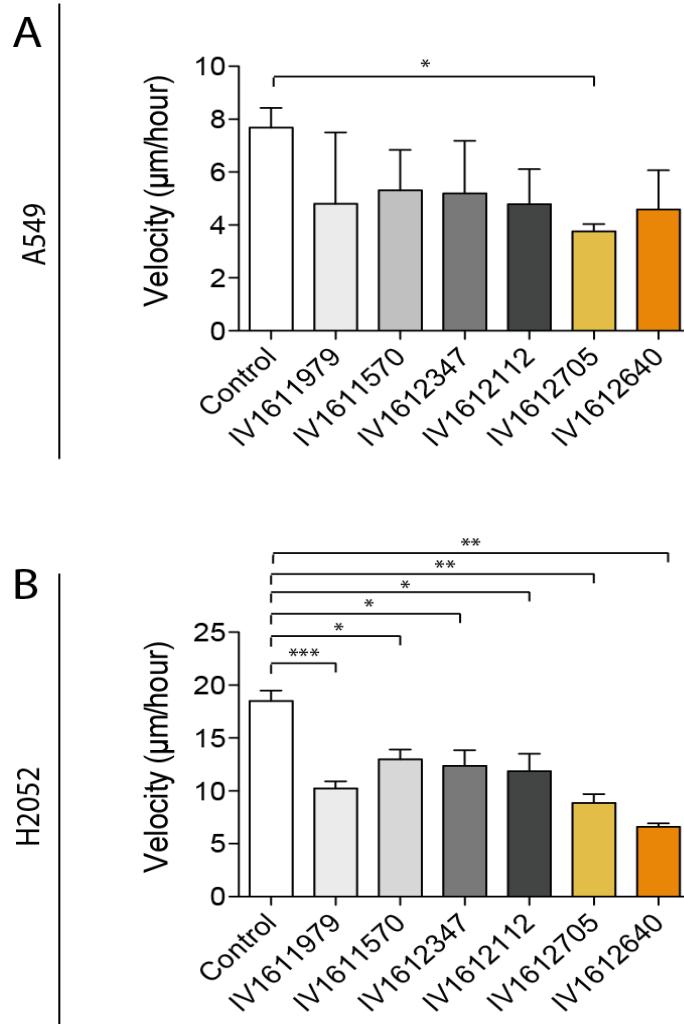 A
A549
Velocity (µm/hour)
10
8
6
4
2
0
*
Control
IV1611979
IV1611570
IV1612347
IV1612112
IV1612705
IV1612640
B
H2052
Velocity (µm/hour)
25
20
15
10
5
0
**
**
*
*
*
***
Control
IV1611979
IV1611570
IV1612347
IV1612112
IV1612705
IV1612640